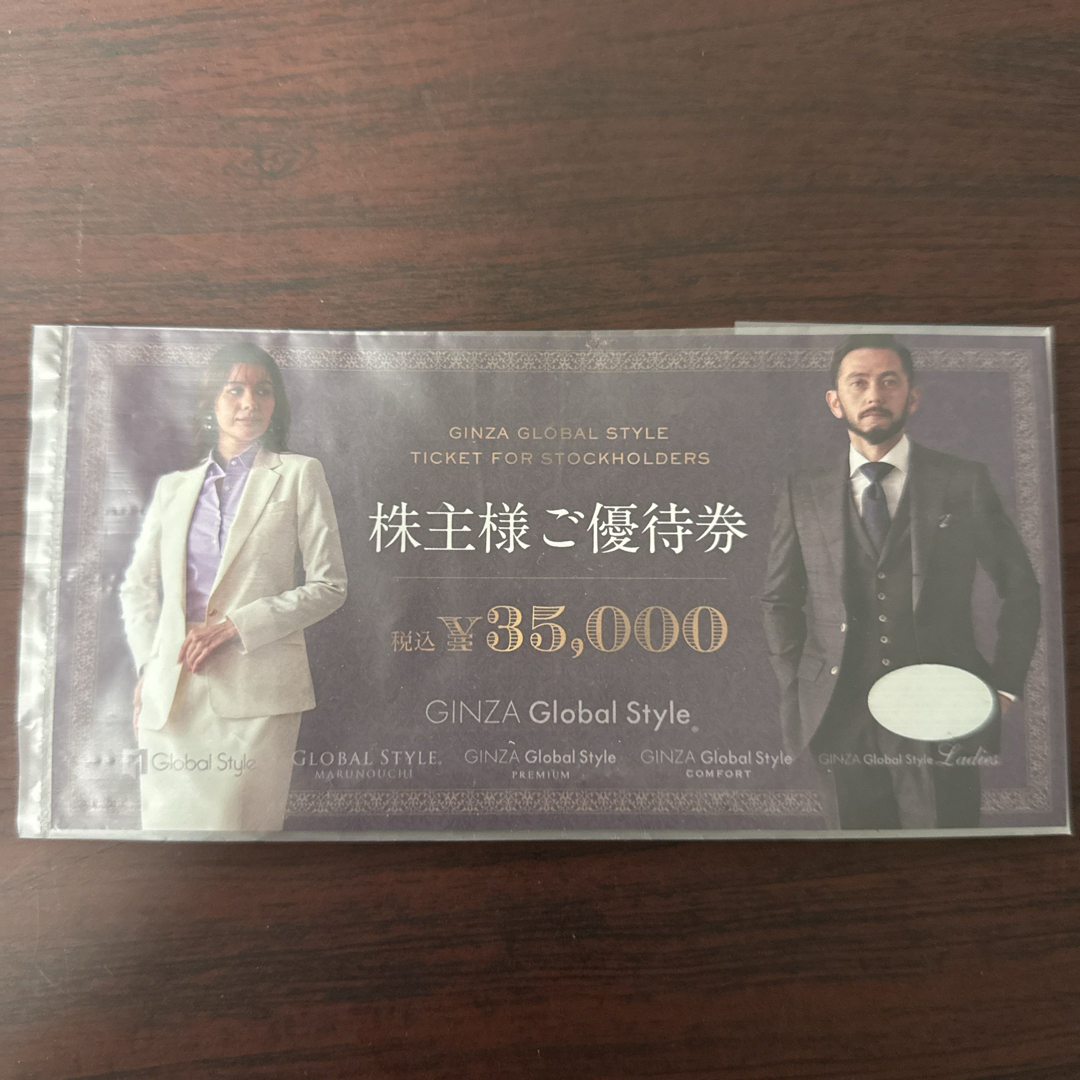 GINZA GLOBAL STYLE
TICKET FOR STOCKHOLDERS
株主様ご優待券
税込 ¥35,000
GINZA Global Style
Global Style
GLOBAL STYLE
MARUNOUCHI
GINZA Global Style
PREMIUM
GINZA Global Style
COMFORT
GINZA Global Style Ladies